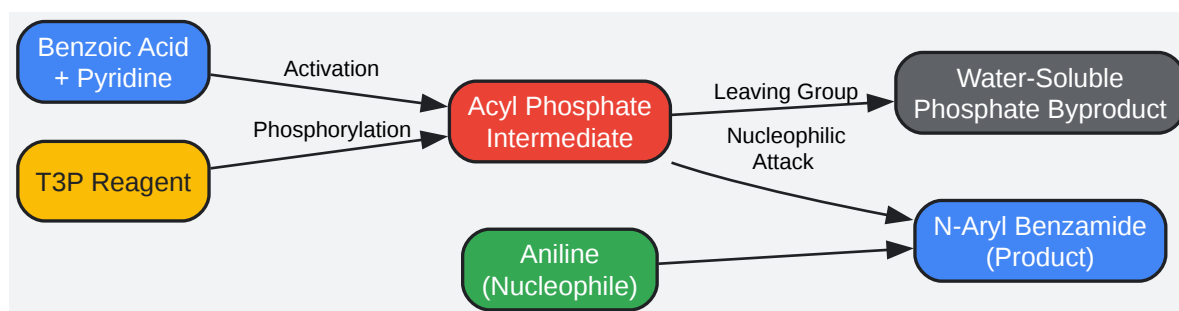 Benzoic Acid
+ Pyridine
Activation
Phosphorylation
T3P Reagent
Acyl Phosphate
Intermediate
Leaving Group
Nucleophilic
Attack
Water-Soluble
Phosphate Byproduct
Aniline
(Nucleophile)
N-Aryl Benzamide
(Product)